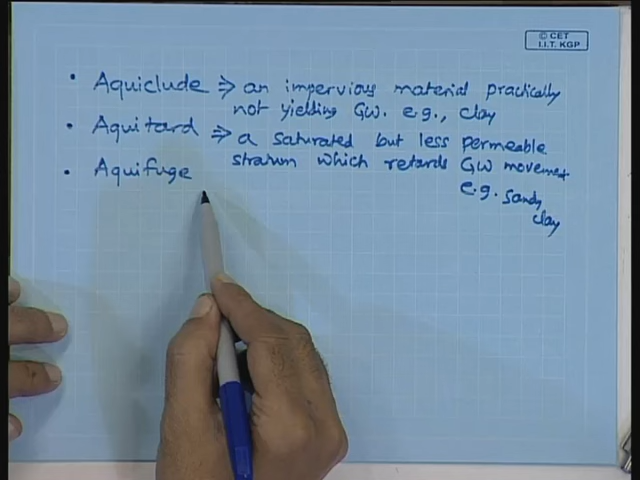 © CET
I.I.T. KGP
• Aquiclude ⇒ an impervious material practically
not yielding GW. e.g., clay
• Aquitard ⇒ a saturated but less permeable
stratum which retards GW movement
e.g. sandy
clay
• Aquifuge